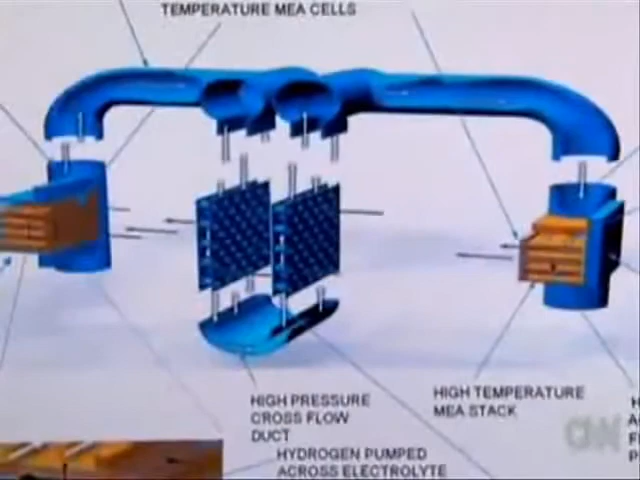 TEMPERATURE MEA CELLS
HIGH PRESSURE
CROSS FLOW
DUCT
HIGH TEMPERATURE
MEA STACK
HYDROGEN PUMPED
ACROSS ELECTROLYTE
CNN